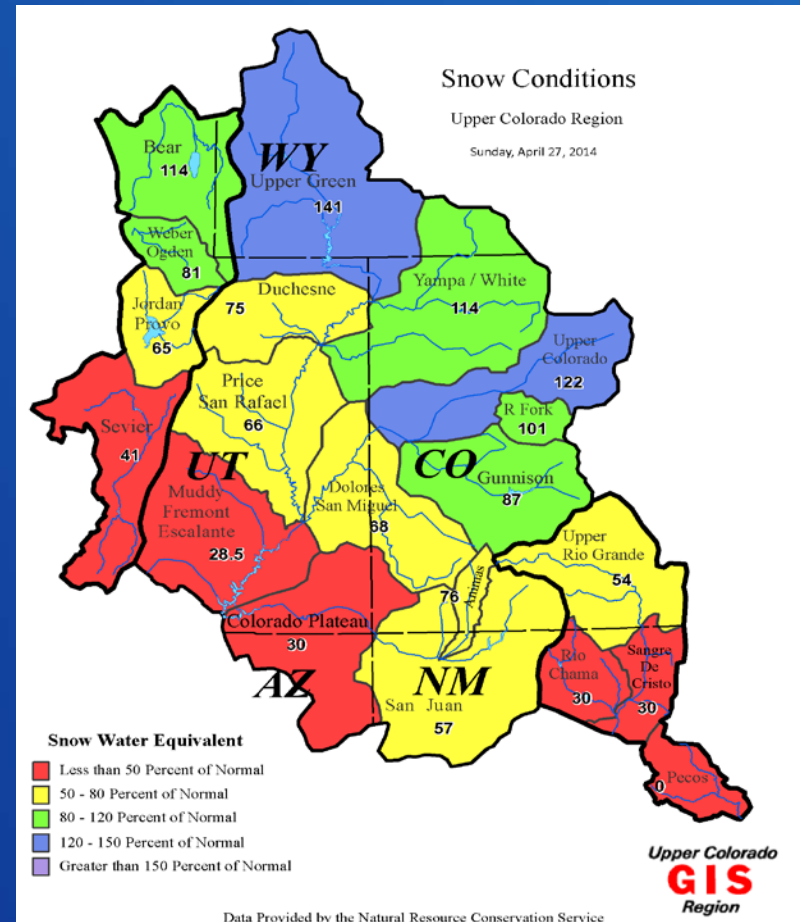 Snow Conditions
Upper Colorado Region
Sunday, April 27, 2014
Bear
114
WY
Upper Green
141
Weber
Ogden
81
Jordan
Provo
65
75
Duchesne
Yampa / White
114
Upper
Colorado
122
R Fork
101
Price
San Rafael
66
Sevier
41
UT
CO
Gunnison
87
Muddy
Fremont
Escalante
28.5
Dolores
San Miguel
68
Upper
Rio Grande
54
76
Animas
Colorado Plateau
30
AZ
NM
San Juan
57
Rio
Chama
30
Sangre
De
Cristo
30
0
Pecos
Snow Water Equivalent
Less than 50 Percent of Normal
50 - 80 Percent of Normal
80 - 120 Percent of Normal
120 - 150 Percent of Normal
Greater than 150 Percent of Normal
Upper Colorado
GIS
Region
Data Provided by the Natural Resource Conservation Service